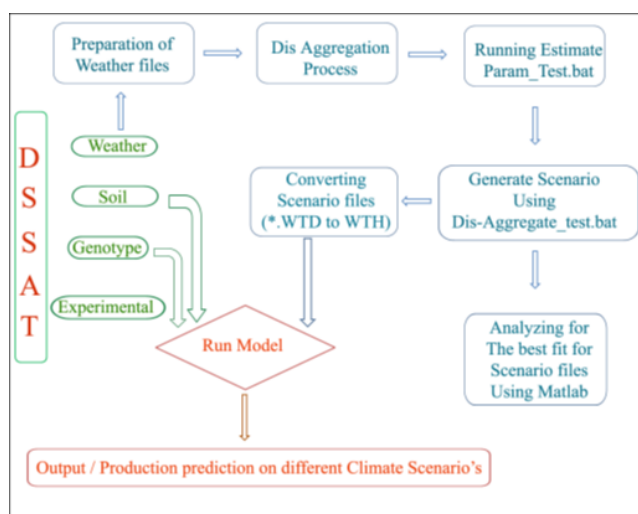 Preparation of
Weather files
Dis Aggregation
Process
Running Estimate
Param_Test.bat
DSSAT
Weather
Soil
Genotype
Experimental
Converting
Scenario files
(*.WTD to WTH)
Generate Scenario
Using
Dis-Aggregate_test.bat
Run Model
Analyzing for
The best fit for
Scenario files
Using Matlab
Output / Production prediction on different Climate Scenario's